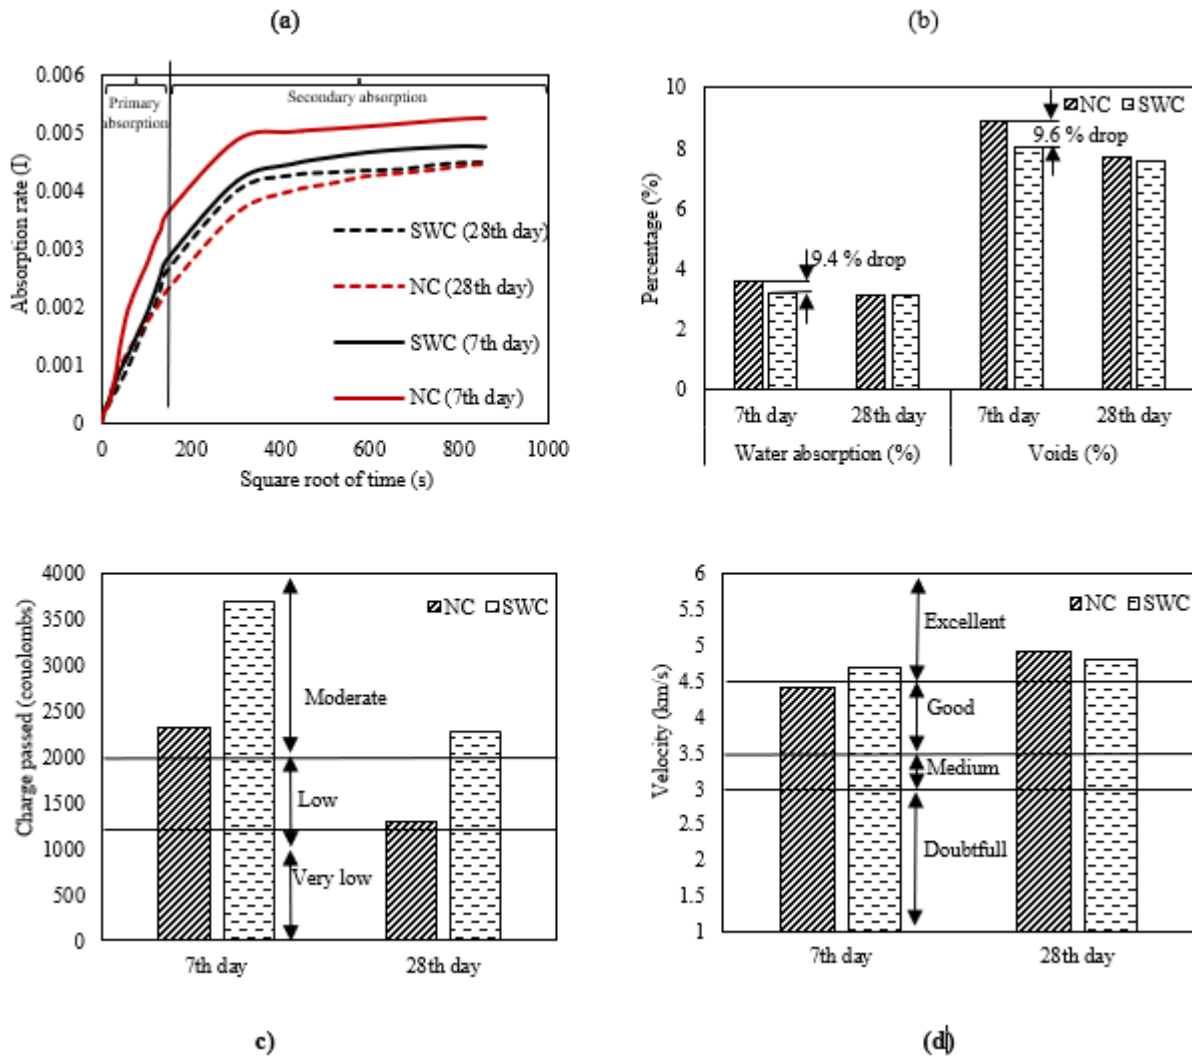 (a)
(b)
0.006
0.005
0.004
0.003
0.002
0.001
0
Absorption rate (I)
Primary
absorption
Secondary absorption
SWC (28th day)
NC (28th day)
SWC (7th day)
NC (7th day)
0 200 400 600 800 1000
Square root of time (s)
10
8
6
4
2
0
Percentage (%)
NC SWC
9.6 % drop
9.4 % drop
7th day 28th day 7th day 28th day
Water absorption (%) Voids (%)
4000
3500
3000
2500
2000
1500
1000
500
0
Charge passed (couolombs)
NC SWC
Moderate
Low
Very low
7th day 28th day
6
5.5
5
4.5
4
3.5
3
2.5
2
1.5
1
Velocity (km/s)
NC SWC
Excellent
Good
Medium
Doubtfull
7th day 28th day
c)
(d)